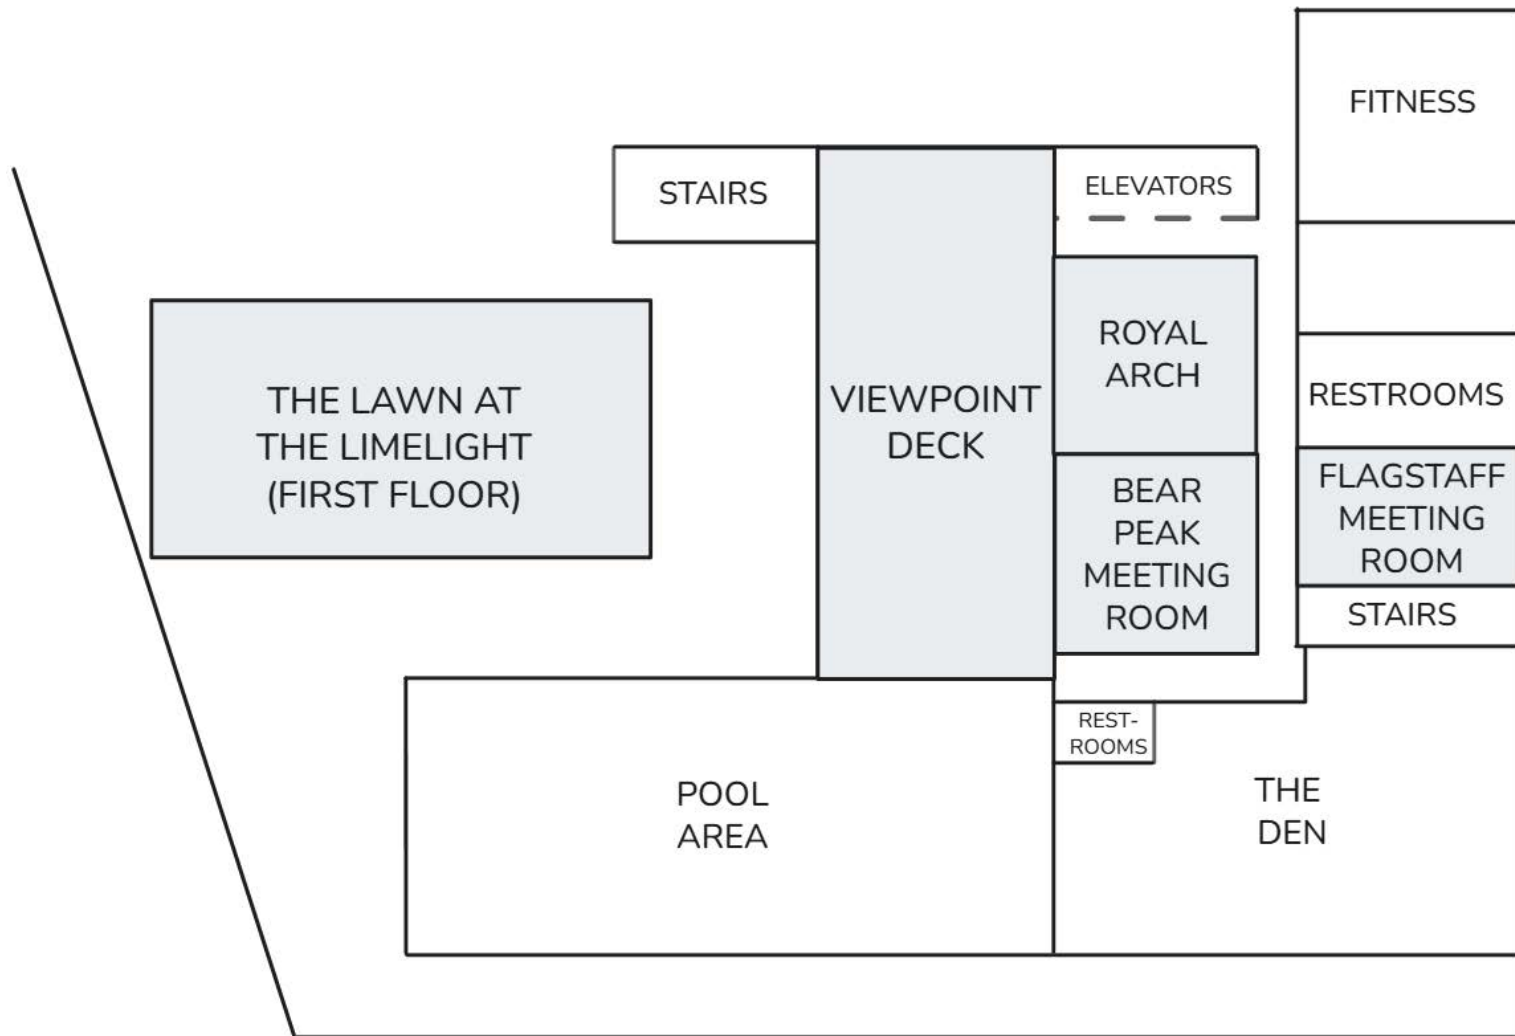 FITNESS
STAIRS
ELEVATORS
ROYAL
ARCH
THE LAWN AT
THE LIMELIGHT
(FIRST FLOOR)
VIEWPOINT
DECK
RESTROOMS
BEAR
PEAK
MEETING
ROOM
FLAGSTAFF
MEETING
ROOM
STAIRS
REST-
ROOMS
POOL
AREA
THE
DEN